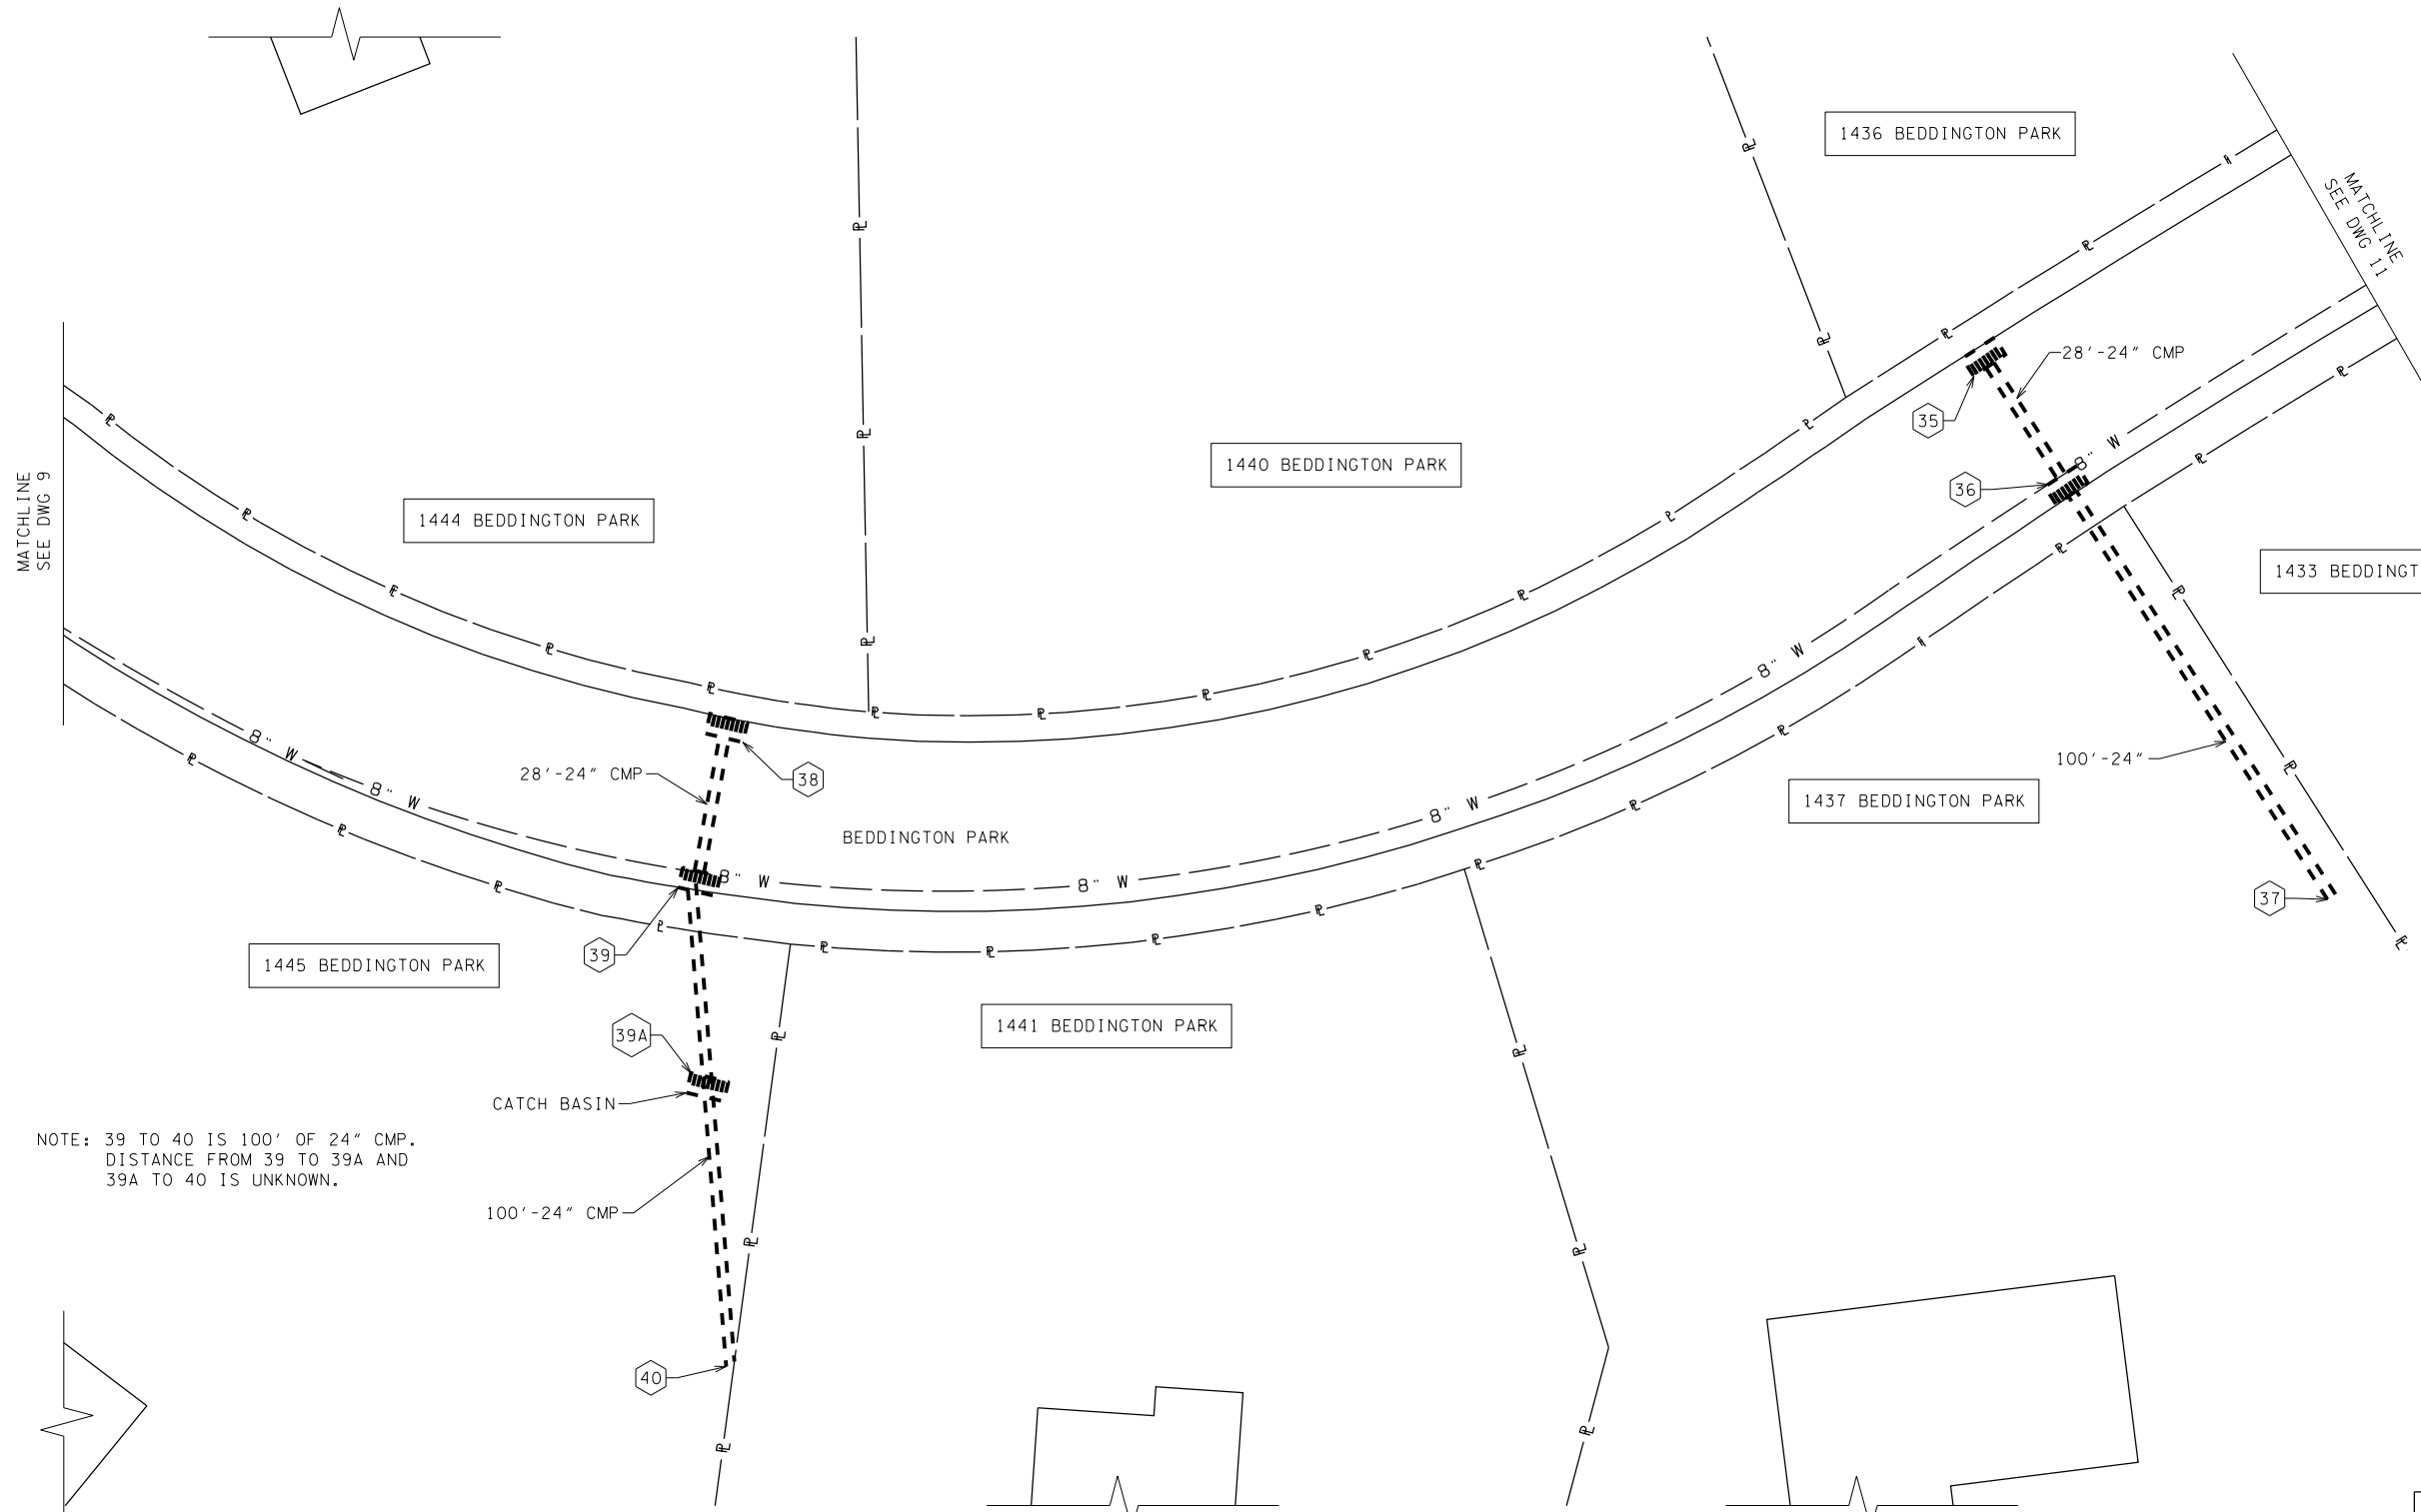 1436 BEDDINGTON PARK
MATCHLINE
SEE DWG 11
28'-24" CMP
35
36
8" W
1440 BEDDINGTON PARK
1444 BEDDINGTON PARK
MATCHLINE
SEE DWG 9
1433 BEDDINGT
8" W
8" W
8" W
28'-24" CMP
38
100'-24"
1437 BEDDINGTON PARK
8" W
BEDDINGTON PARK
8" W
8" W
37
39
1445 BEDDINGTON PARK
1441 BEDDINGTON PARK
39A
CATCH BASIN
NOTE: 39 TO 40 IS 100' OF 24" CMP.
DISTANCE FROM 39 TO 39A AND
39A TO 40 IS UNKNOWN.
100'-24" CMP
40